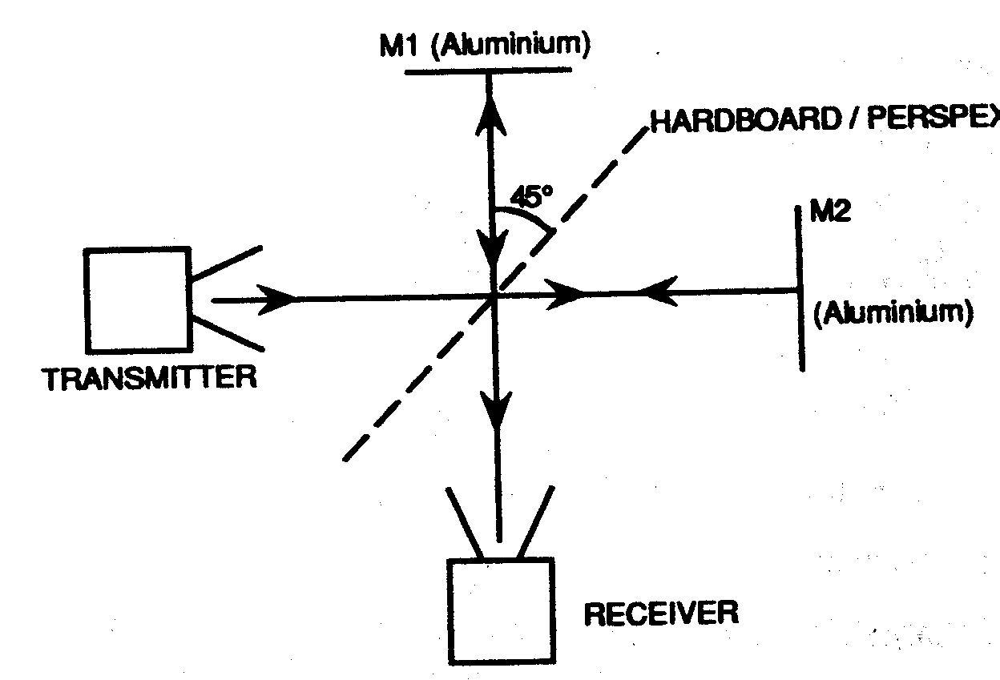 M1 (Aluminium)
HARDBOARD / PERSPEX
45°
M2
(Aluminium)
TRANSMITTER
RECEIVER